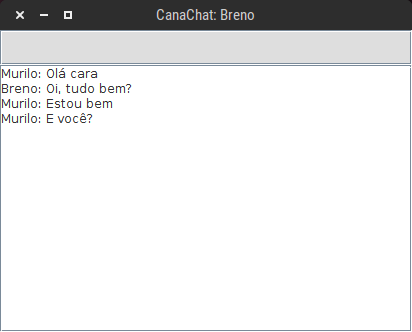 CanaChat: Breno
Murilo: Olá cara
Breno: Oi, tudo bem?
Murilo: Estou bem
Murilo: E você?